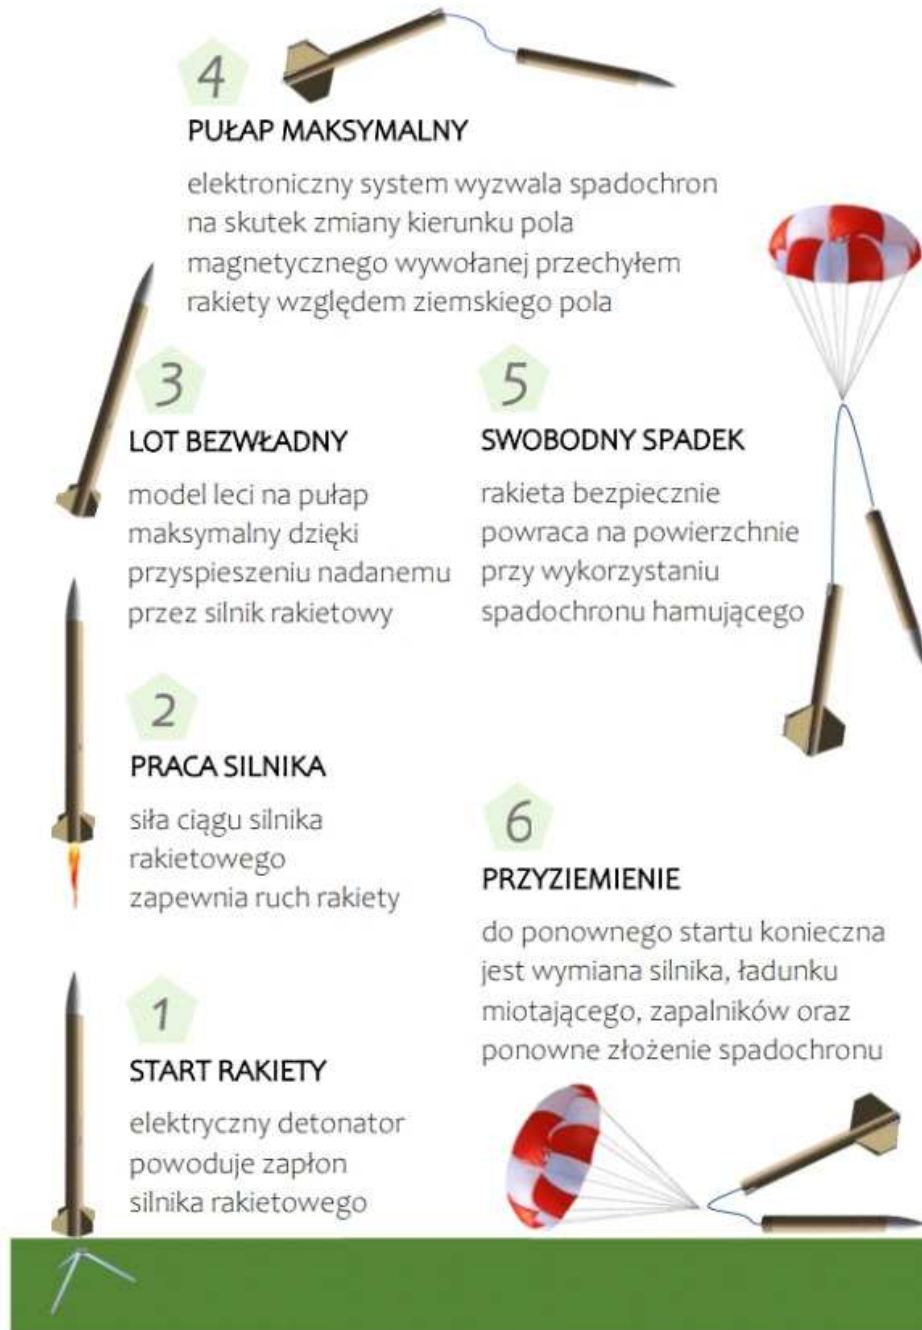 4
PUŁAP MAKSYMALNY
elektroniczny system wyzwala spadochron
na skutek zmiany kierunku pola
magnetycznego wywołanej przechyłem
rakiety względem ziemskiego pola
3
LOT BEZWŁADNY
model leci na pułap
maksymalny dzięki
przyspieszeniu nadanemu
przez silnik rakietowy
5
SWOBODNY SPADEK
rakieta bezpiecznie
powraca na powierzchnie
przy wykorzystaniu
spadochronu hamującego
2
PRACA SILNIKA
siła ciągu silnika
rakietowego
zapewnia ruch rakiety
6
PRZYZIEMIENIE
do ponownego startu konieczna
jest wymiana silnika, ładunku
miotającego, zapalników oraz
ponowne złożenie spadochronu
1
START RAKIETY
elektryczny detonator
powoduje zapłon
silnika rakietowego